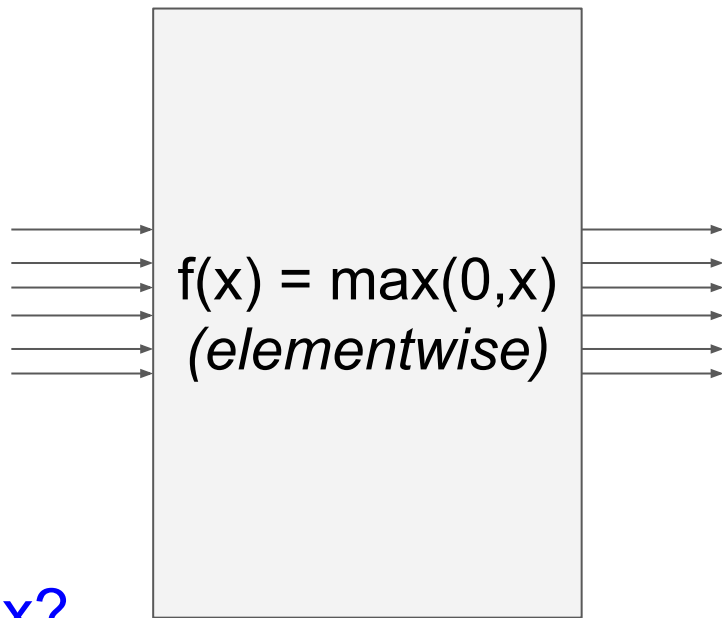 f(x) = max(0,x)
(elementwise)
x?